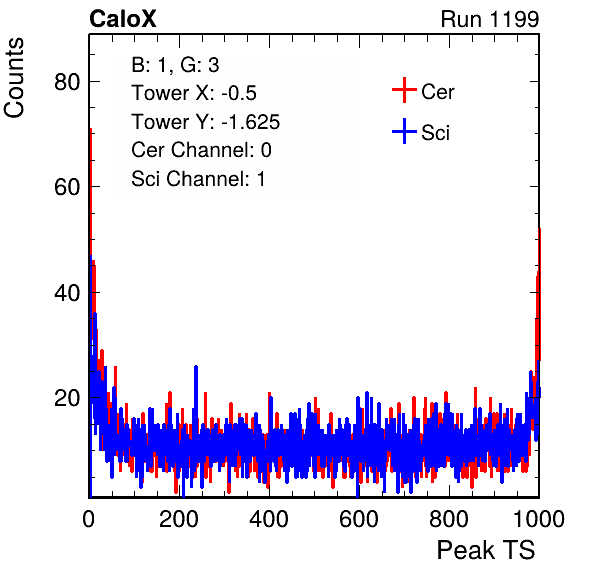 CaloX Run 1199
Counts
B: 1, G: 3
Tower X: -0.5
Tower Y: -1.625
Cer Channel: 0
Sci Channel: 1
Cer
Sci
80
60
40
20
0 200 400 600 800 1000
Peak TS